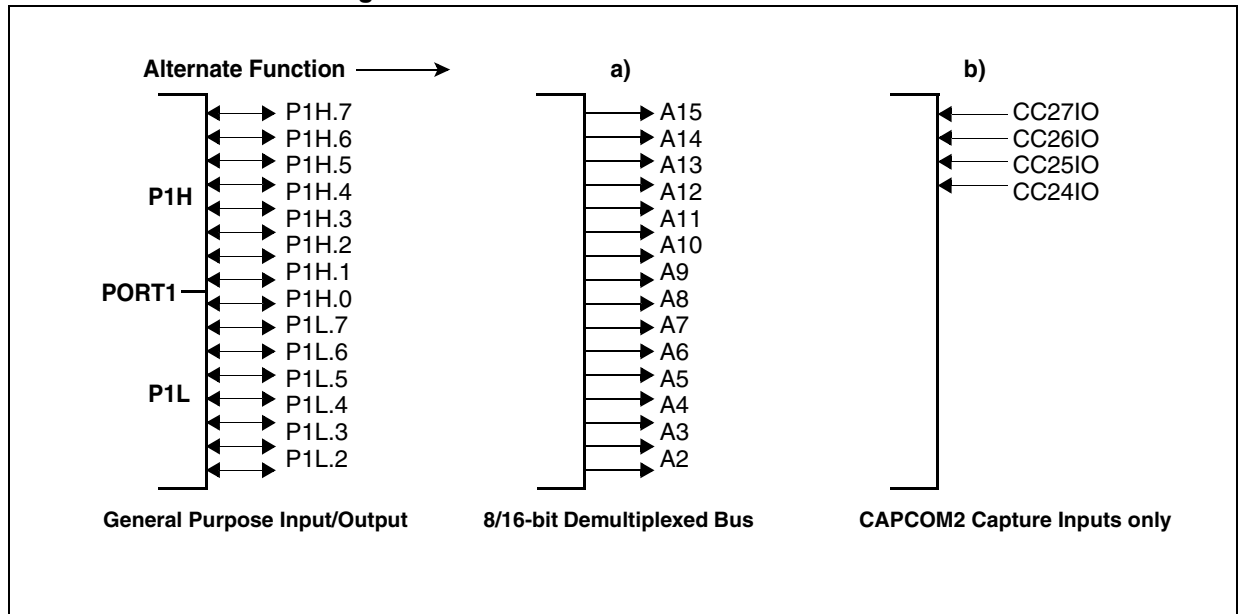 Alternate Function
a)
b)
P1H.7
P1H.6
P1H.5
P1H.4
P1H.3
P1H.2
P1H.1
P1H.0
P1L.7
P1L.6
P1L.5
P1L.4
P1L.3
P1L.2
P1H
PORT1
P1L
A15
A14
A13
A12
A11
A10
A9
A8
A7
A6
A5
A4
A3
A2
CC27IO
CC26IO
CC25IO
CC24IO
General Purpose Input/Output
8/16-bit Demultiplexed Bus
CAPCOM2 Capture Inputs only